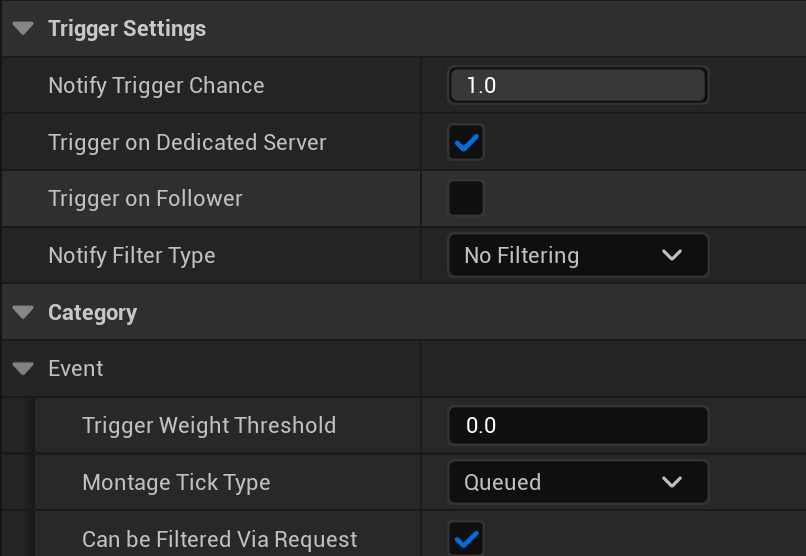 Trigger Settings
Notify Trigger Chance 1.0
Trigger on Dedicated Server
Trigger on Follower
Notify Filter Type No Filtering
Category
Event
Trigger Weight Threshold 0.0
Montage Tick Type Queued
Can be Filtered Via Request